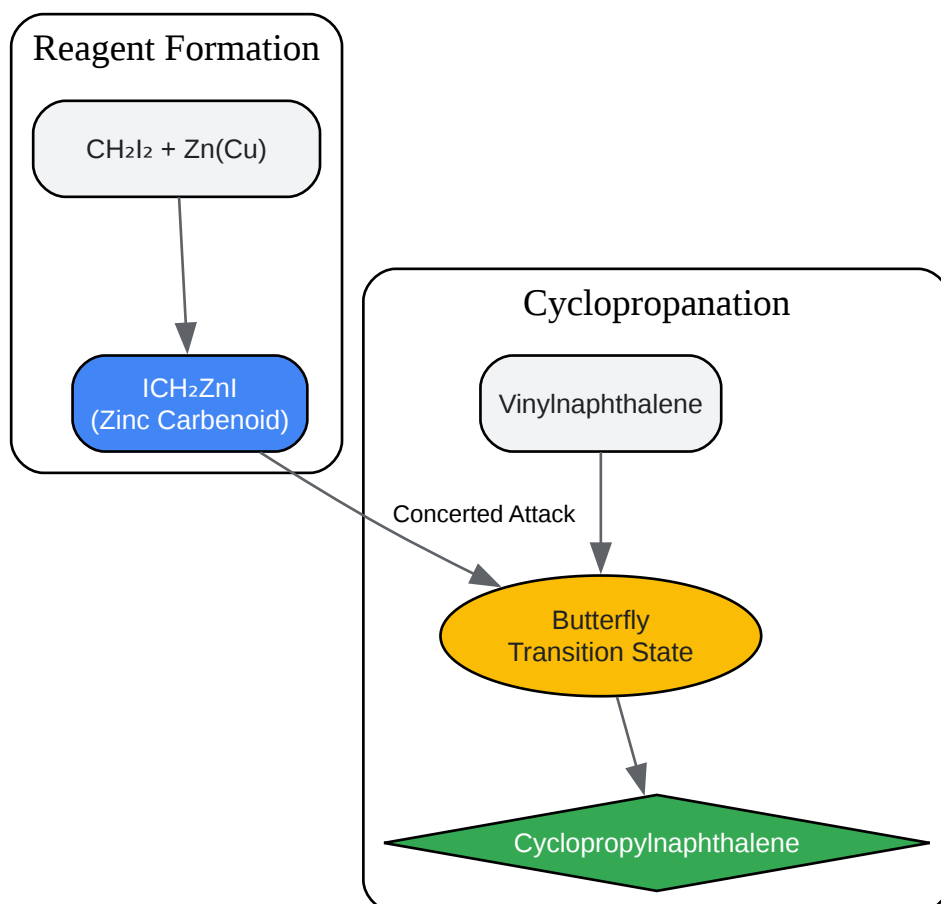 Reagent Formation
CH₂I₂ + Zn(Cu)
ICH₂ZnI
(Zinc Carbenoid)
Cyclopropanation
Vinylnaphthalene
Concerted Attack
Butterfly
Transition State
Cyclopropylnaphthalene